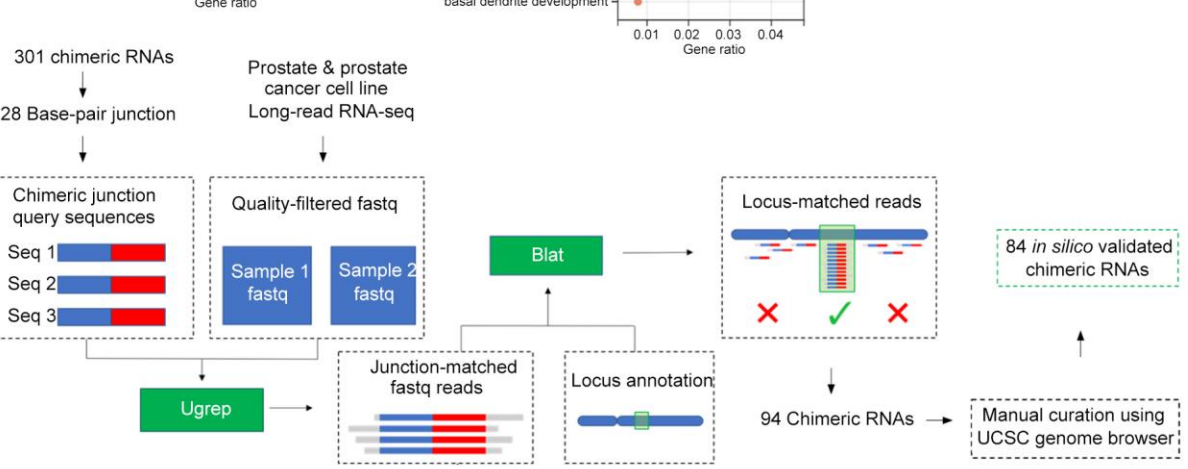 Gene ratio
basal dendrite development
0.01 0.02 0.03 0.04
Gene ratio
301 chimeric RNAs
28 Base-pair junction
Prostate & prostate
cancer cell line
Long-read RNA-seq
Chimeric junction
query sequences
Seq 1
Seq 2
Seq 3
Quality-filtered fastq
Sample 1
fastq
Sample 2
fastq
Ugrep
Junction-matched
fastq reads
Locus annotation
Blat
Locus-matched reads
94 Chimeric RNAs
Manual curation using
UCSC genome browser
84 in silico validated
chimeric RNAs